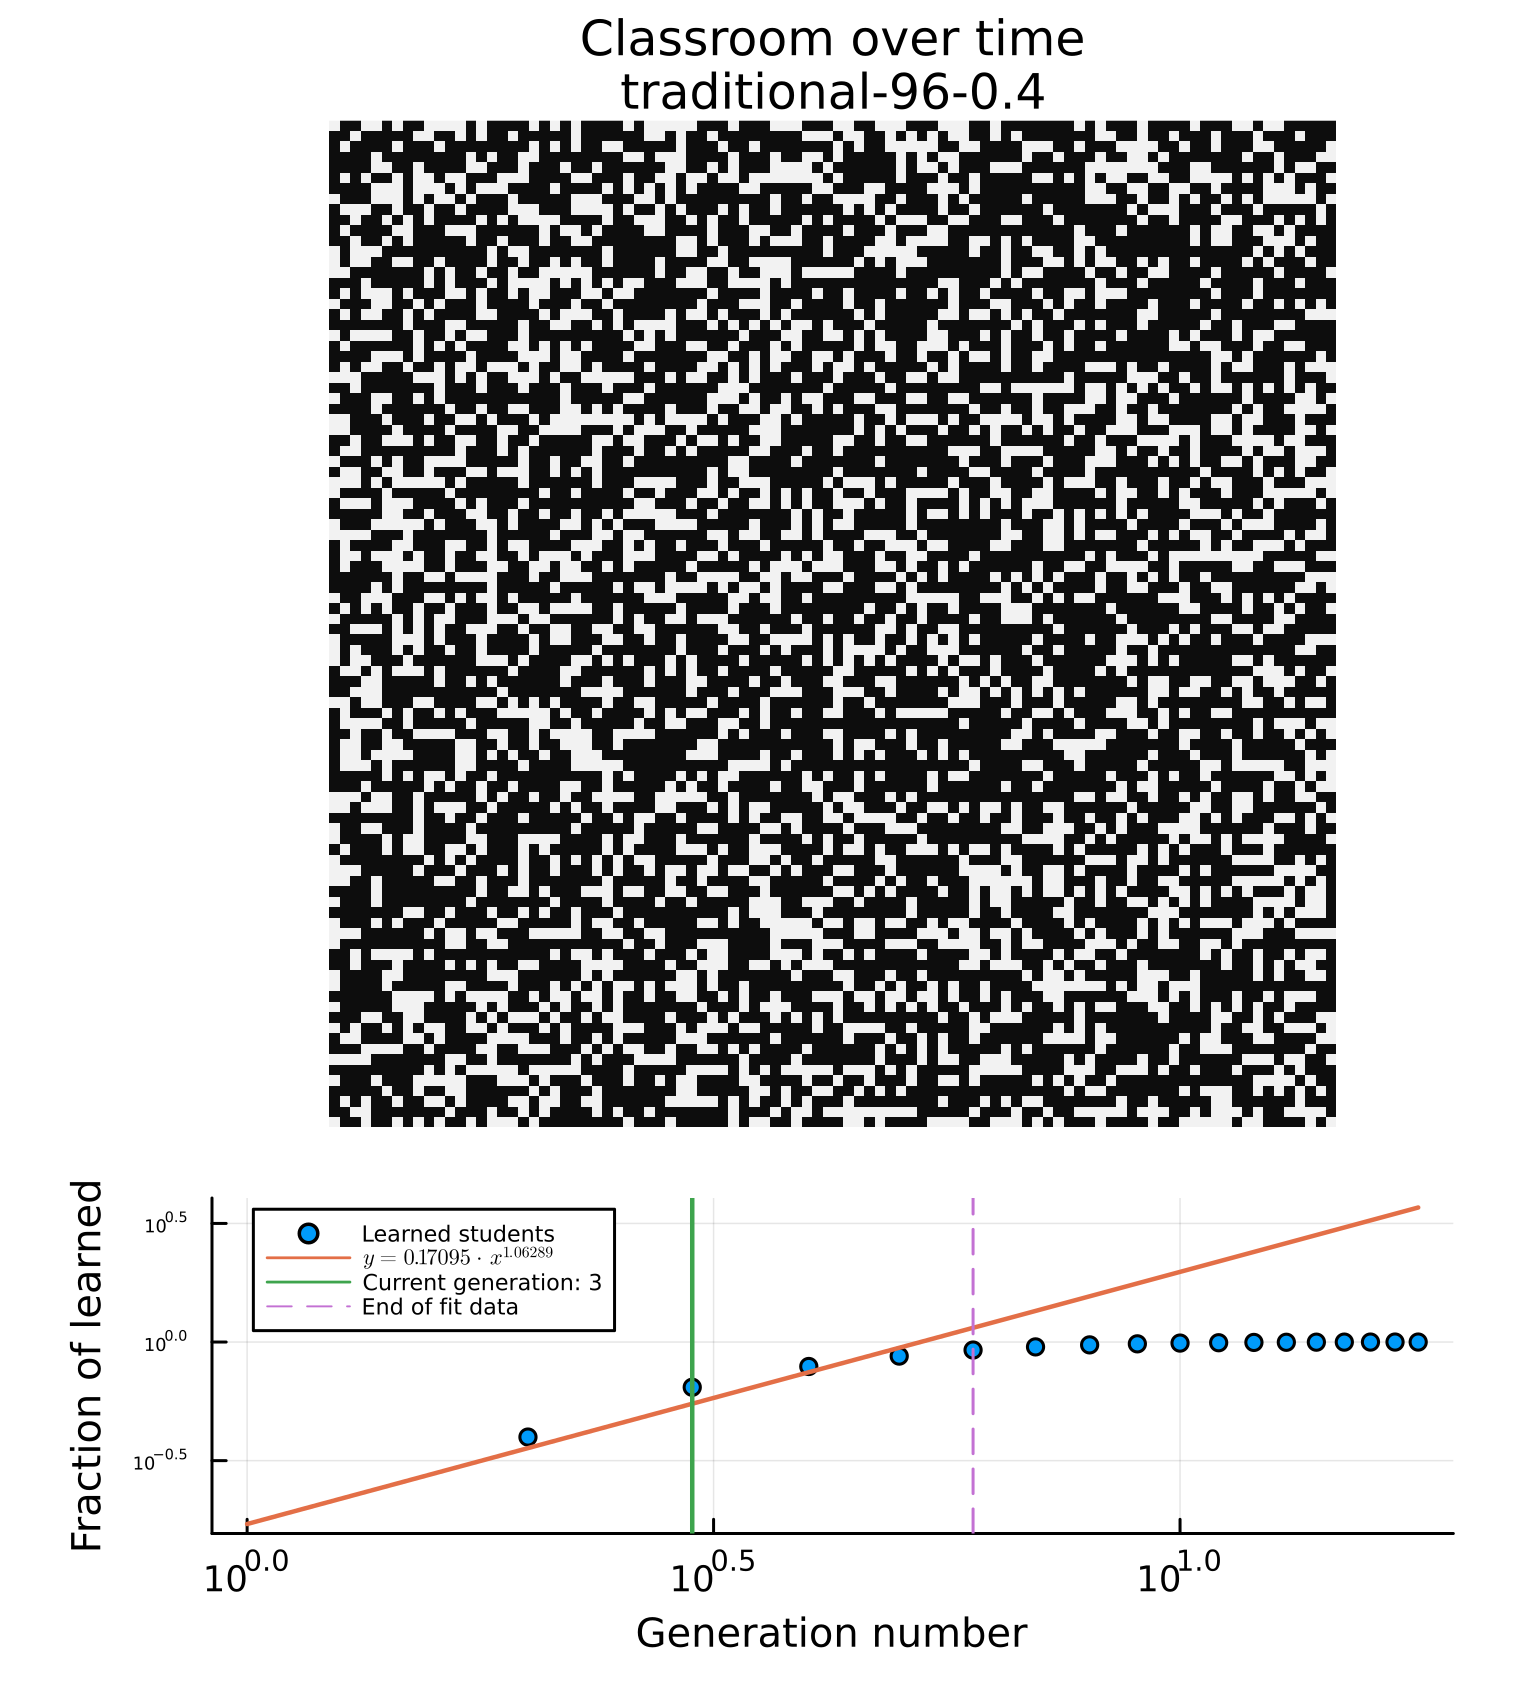 Classroom over time
traditional-96-0.4
Fraction of learned
10^0.5
10^0.0
10^−0.5
Learned students
y = 0.17095 · x^1.06289
Current generation: 3
End of fit data
10^0.0
10^0.5
10^1.0
Generation number